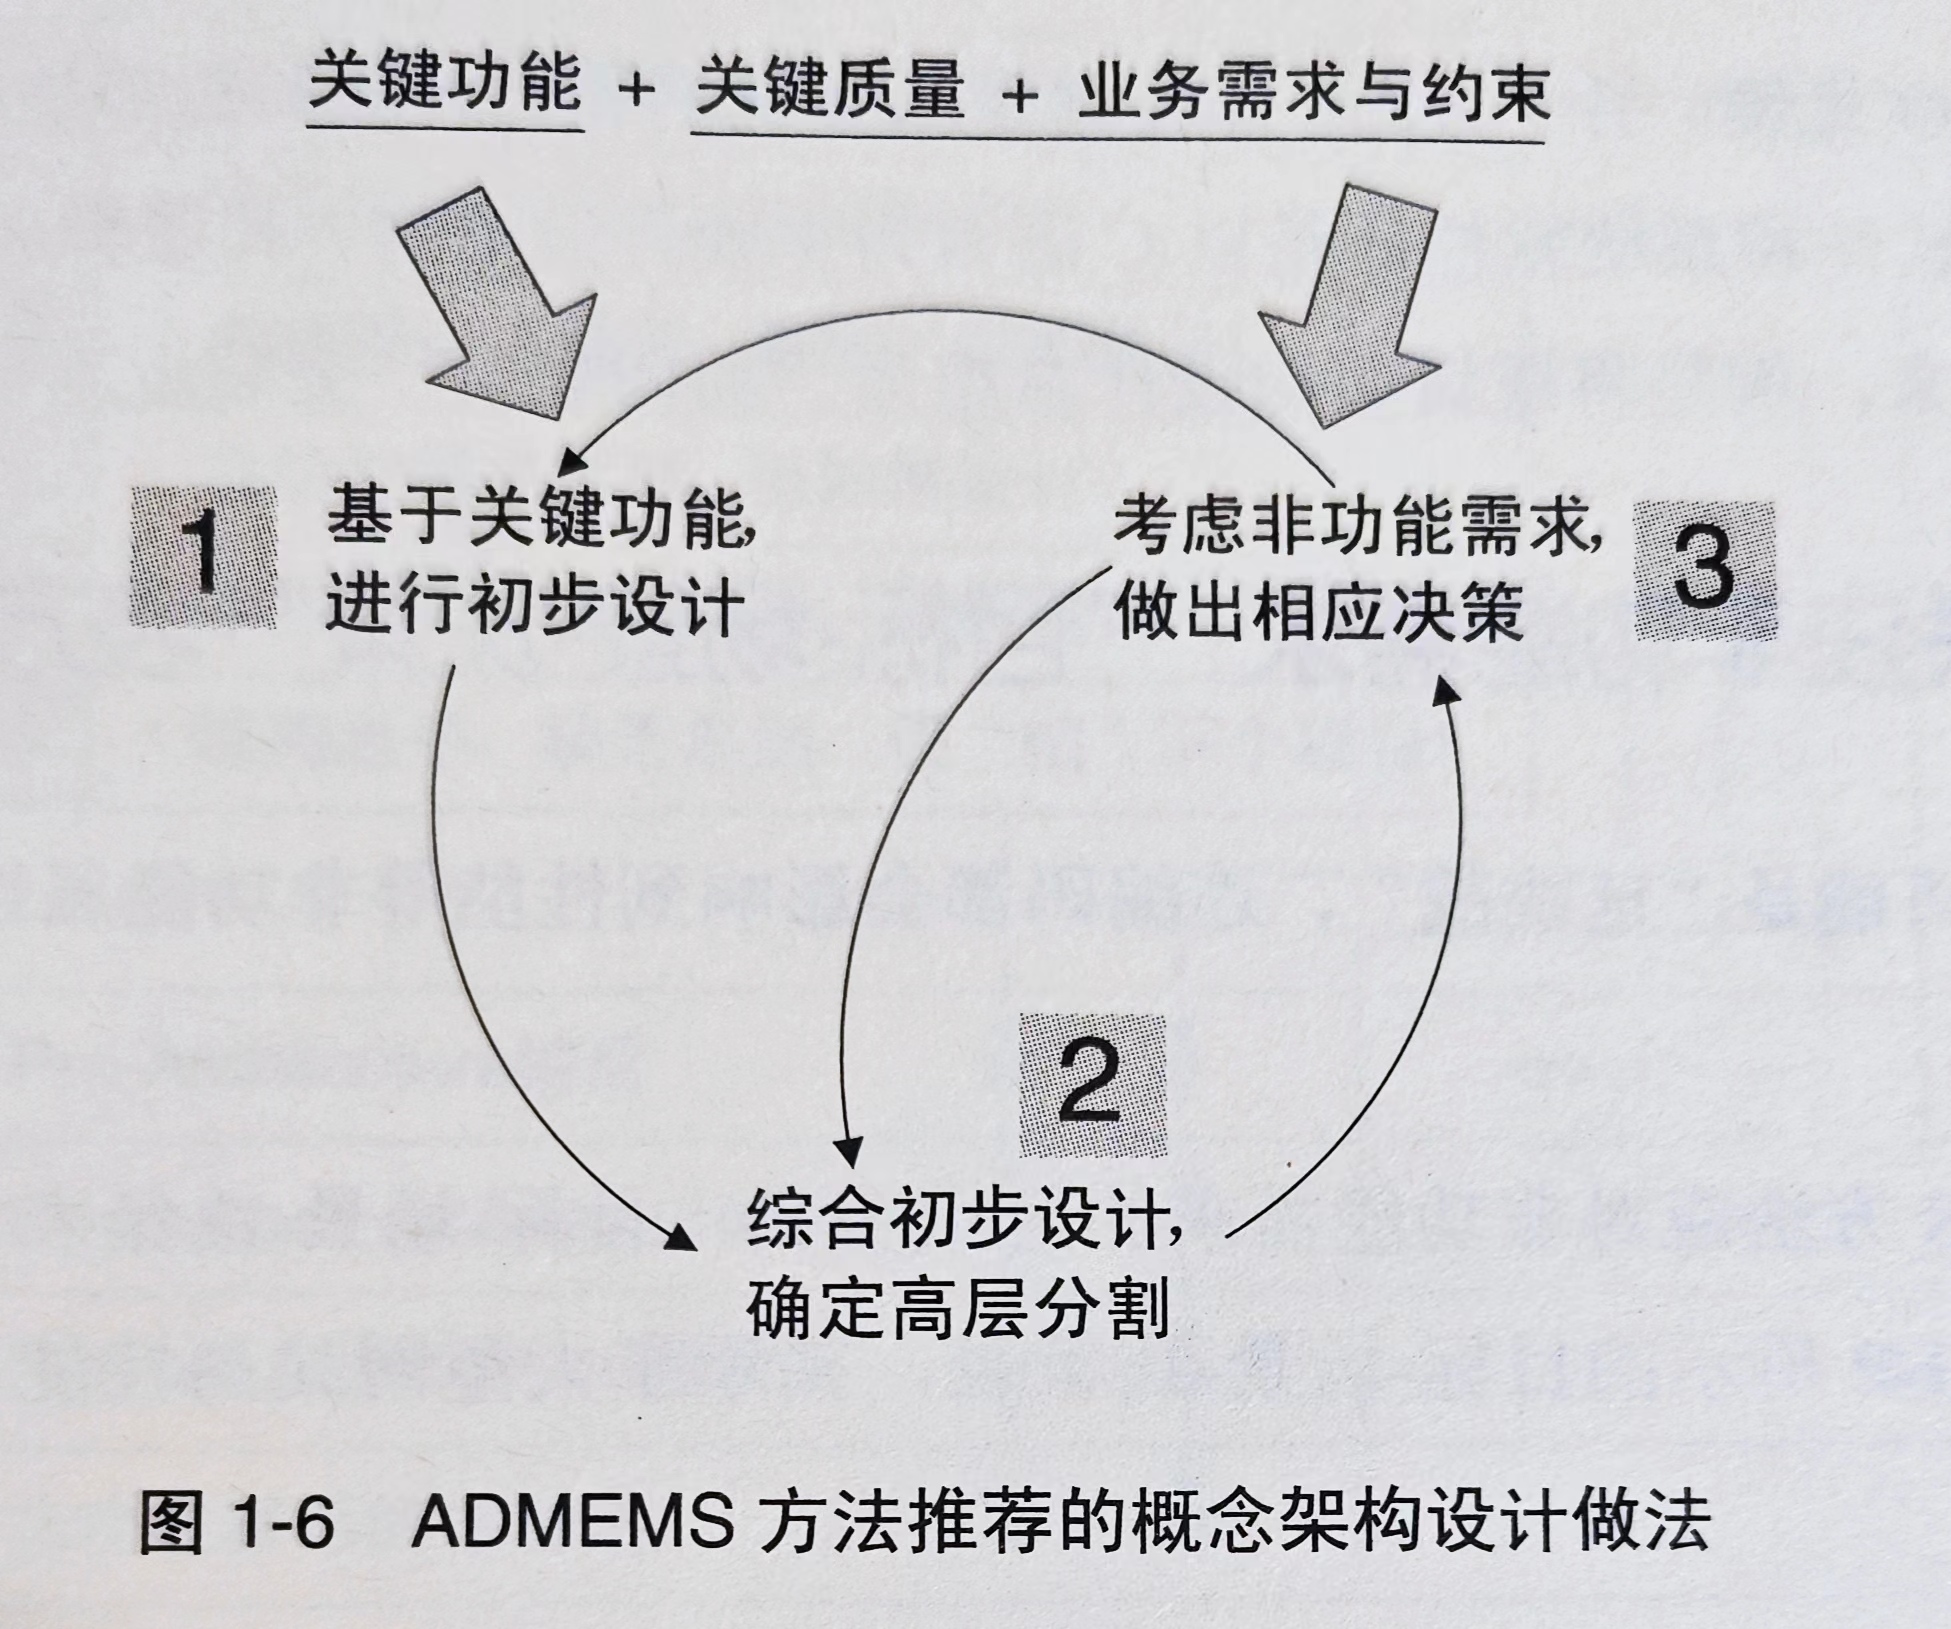 关键功能 + 关键质量 + 业务需求与约束
1
基于关键功能,
进行初步设计
考虑非功能需求,
做出相应决策
3
2
综合初步设计,
确定高层分割
图 1-6 ADMEMS 方法推荐的概念架构设计做法